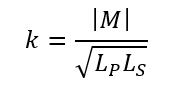 k = |M| / √(L_P L_S)